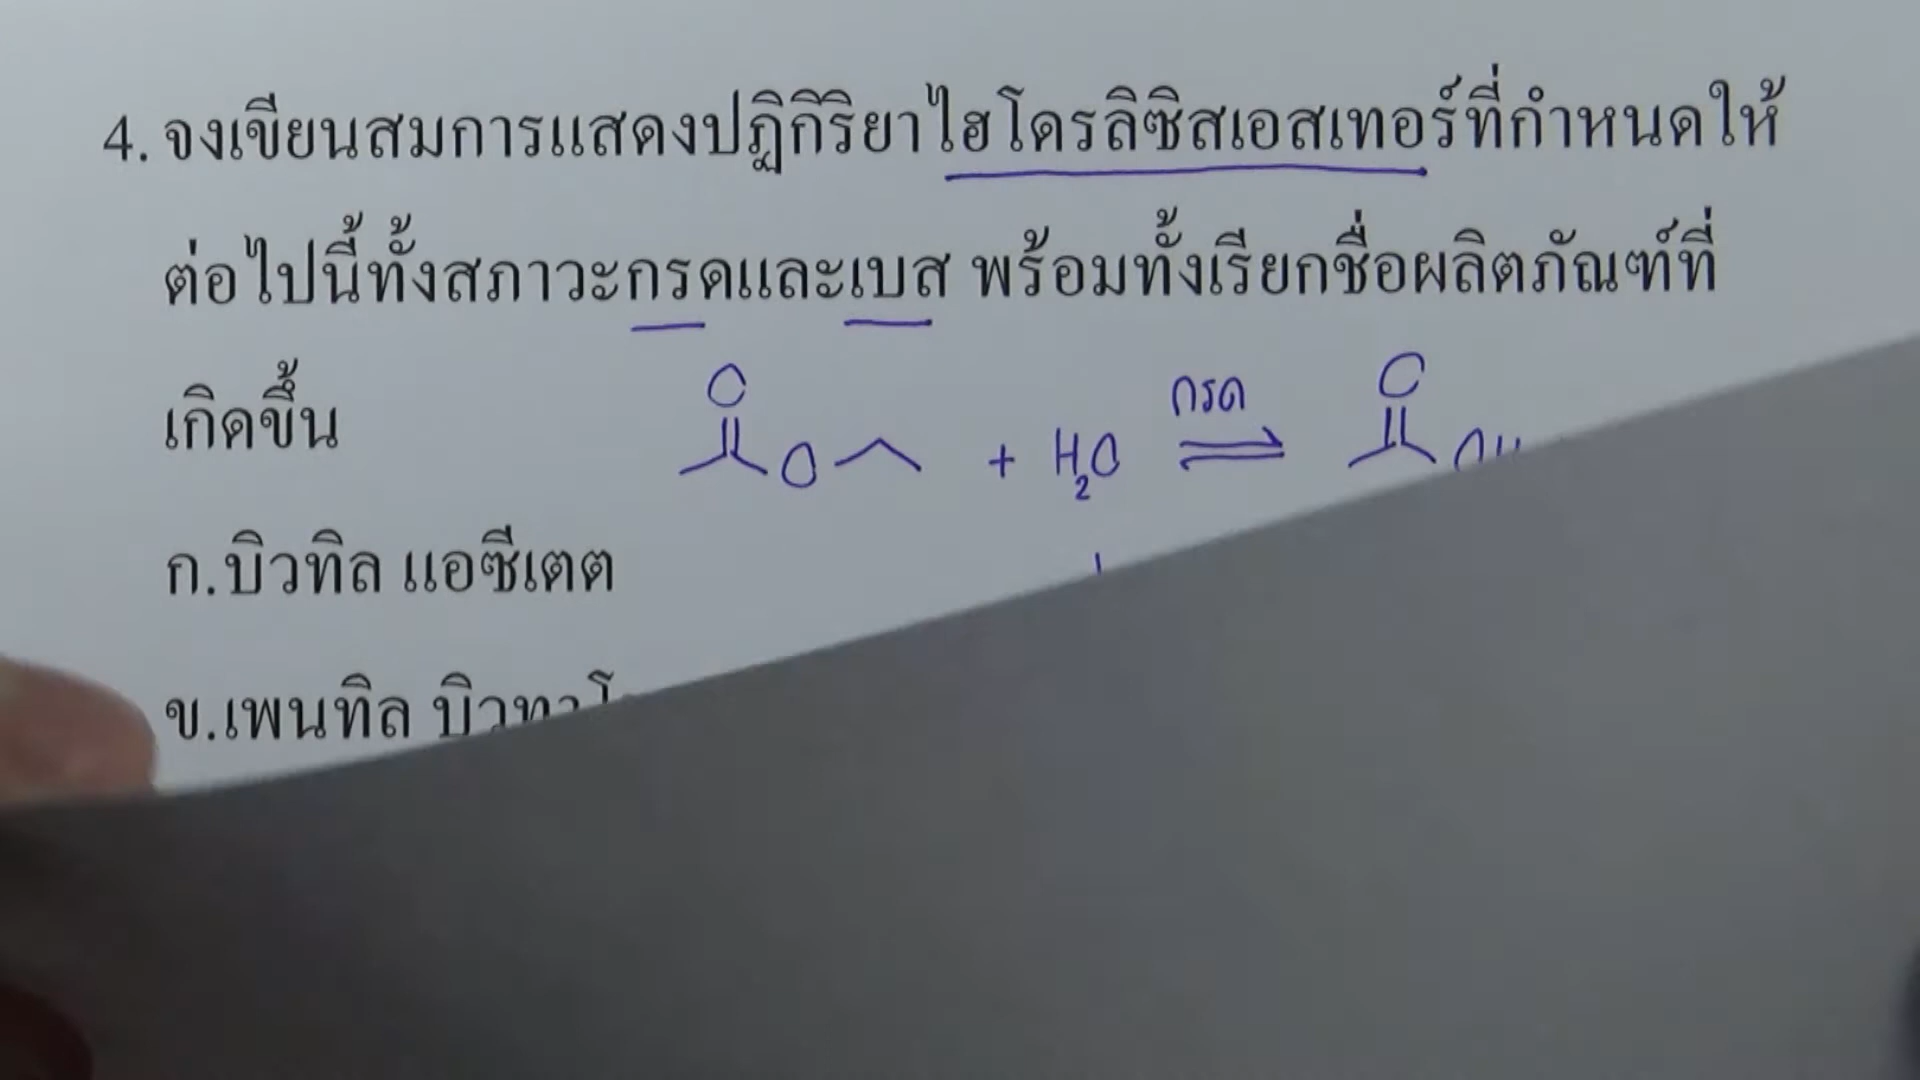 4. จงเขียนสมการแสดงปฏิกิริยาไฮโดรลิซิสเอสเทอร์ที่กำหนดให้
ต่อไปนี้ทั้งสภาวะกรดและเบส พร้อมทั้งเรียกชื่อผลิตภัณฑ์ที่
เกิดขึ้น
O O + H2O กรด ⇌ O
ก.บิวทิล แอซีเตต
ข.เพนทิล